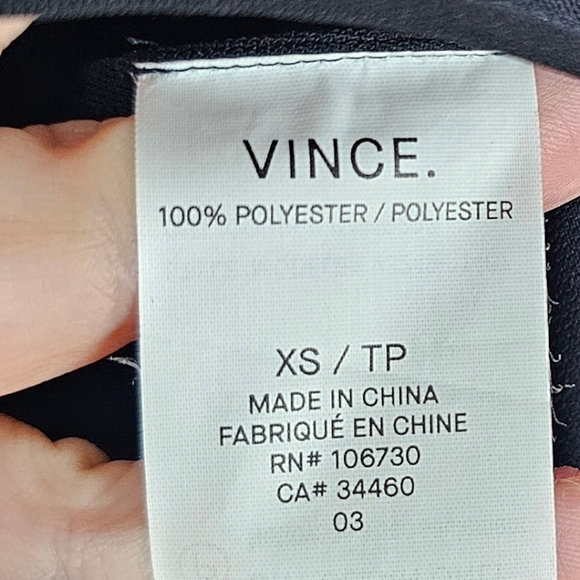 VINCE.
100% POLYESTER / POLYESTER
XS / TP
MADE IN CHINA
FABRIQUÉ EN CHINE
RN# 106730
CA# 34460
03